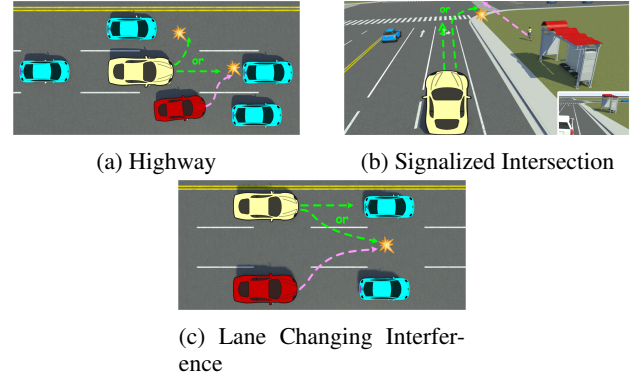 or
or
(a) Highway
(b) Signalized Intersection
or
(c) Lane Changing Interfer-
ence